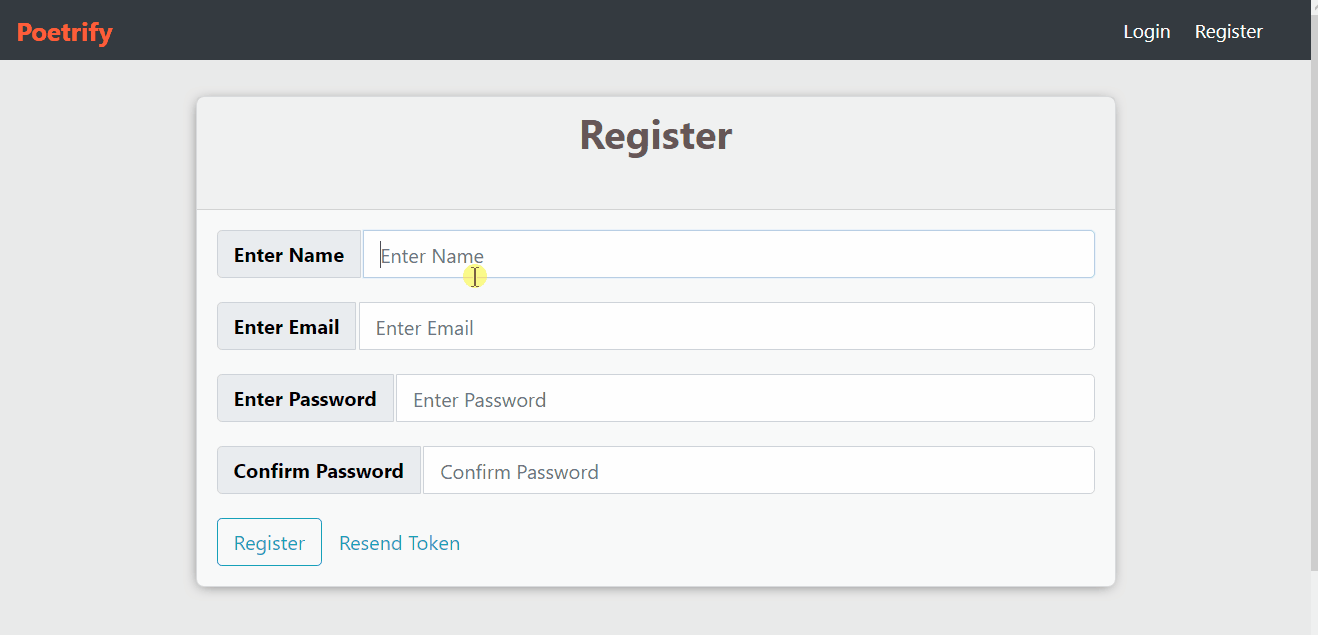 Poetrify Login Register
Register
Enter Name Enter Name
Enter Email Enter Email
Enter Password Enter Password
Confirm Password Confirm Password
Register Resend Token